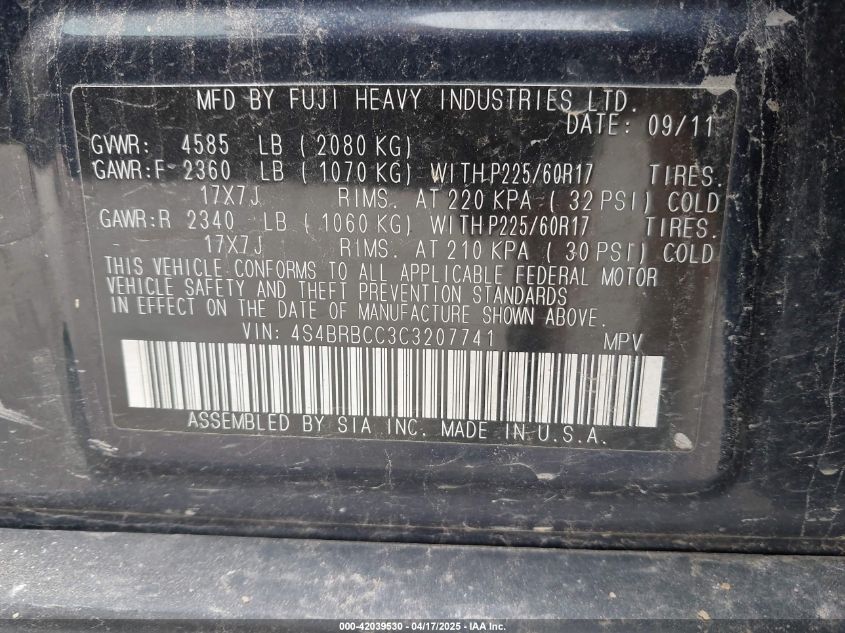 MFD BY FUJI HEAVY INDUSTRIES LTD.
DATE: 09/11
GVWR: 4585 LB (2080 KG)
GAWR:F 2360 LB (1070 KG) WITH P225/60R17 TIRES.
17X7J RIMS. AT 220 KPA (32 PSI) COLD
GAWR:R 2340 LB (1060 KG) WITH P225/60R17 TIRES.
17X7J RIMS. AT 210 KPA (30 PSI) COLD
THIS VEHICLE CONFORMS TO ALL APPLICABLE FEDERAL MOTOR
VEHICLE SAFETY AND THEFT PREVENTION STANDARDS
IN EFFECT ON THE DATE OF MANUFACTURE SHOWN ABOVE.
VIN: 4S4BRBCC3C3207741 MPV
ASSEMBLED BY SIA INC. MADE IN U.S.A.
000-42039530 - 04/17/2025 - IAA Inc.